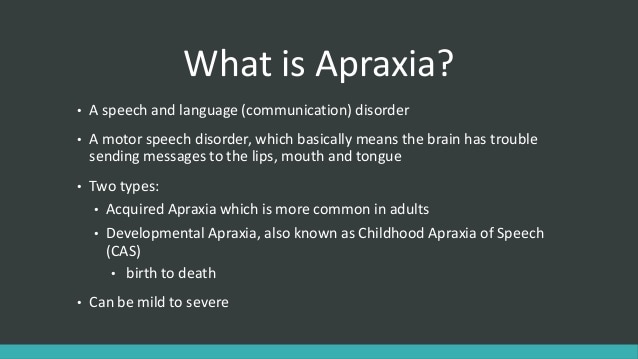 What is Apraxia?
• A speech and language (communication) disorder
• A motor speech disorder, which basically means the brain has trouble
sending messages to the lips, mouth and tongue
• Two types:
• Acquired Apraxia which is more common in adults
• Developmental Apraxia, also known as Childhood Apraxia of Speech
(CAS)
• birth to death
• Can be mild to severe